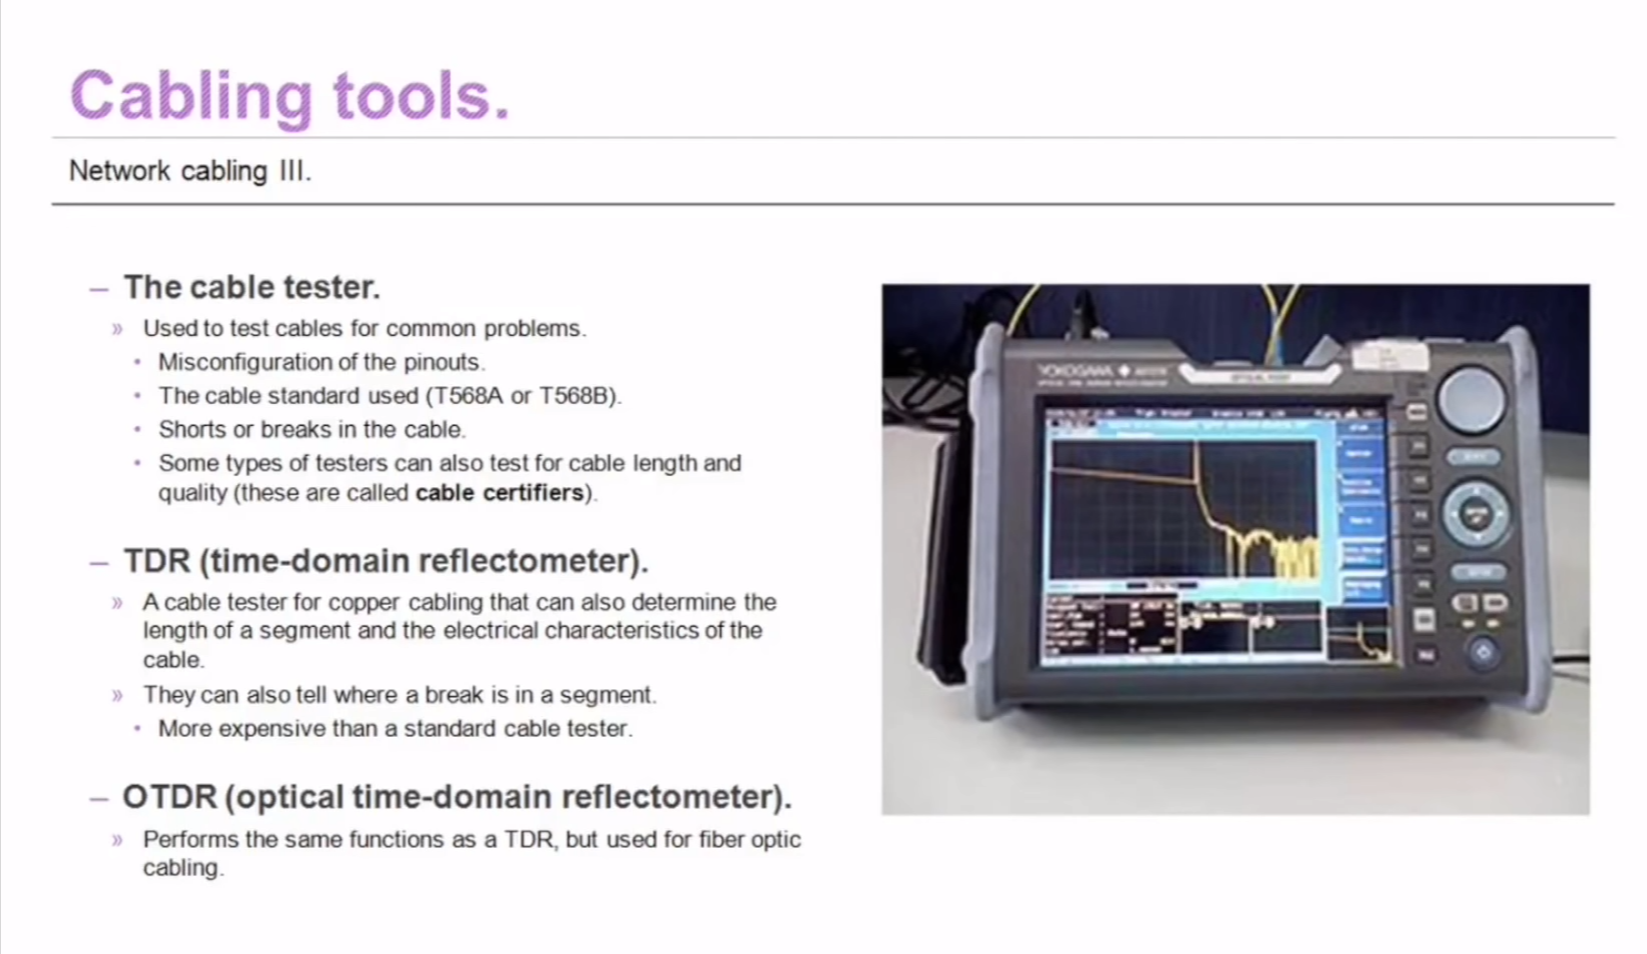 Cabling tools.
Network cabling III.
– The cable tester.
» Used to test cables for common problems.
• Misconfiguration of the pinouts.
• The cable standard used (T568A or T568B).
• Shorts or breaks in the cable.
• Some types of testers can also test for cable length and
quality (these are called cable certifiers).
– TDR (time-domain reflectometer).
» A cable tester for copper cabling that can also determine the
length of a segment and the electrical characteristics of the
cable.
» They can also tell where a break is in a segment.
• More expensive than a standard cable tester.
– OTDR (optical time-domain reflectometer).
» Performs the same functions as a TDR, but used for fiber optic
cabling.
YOKOGAWA